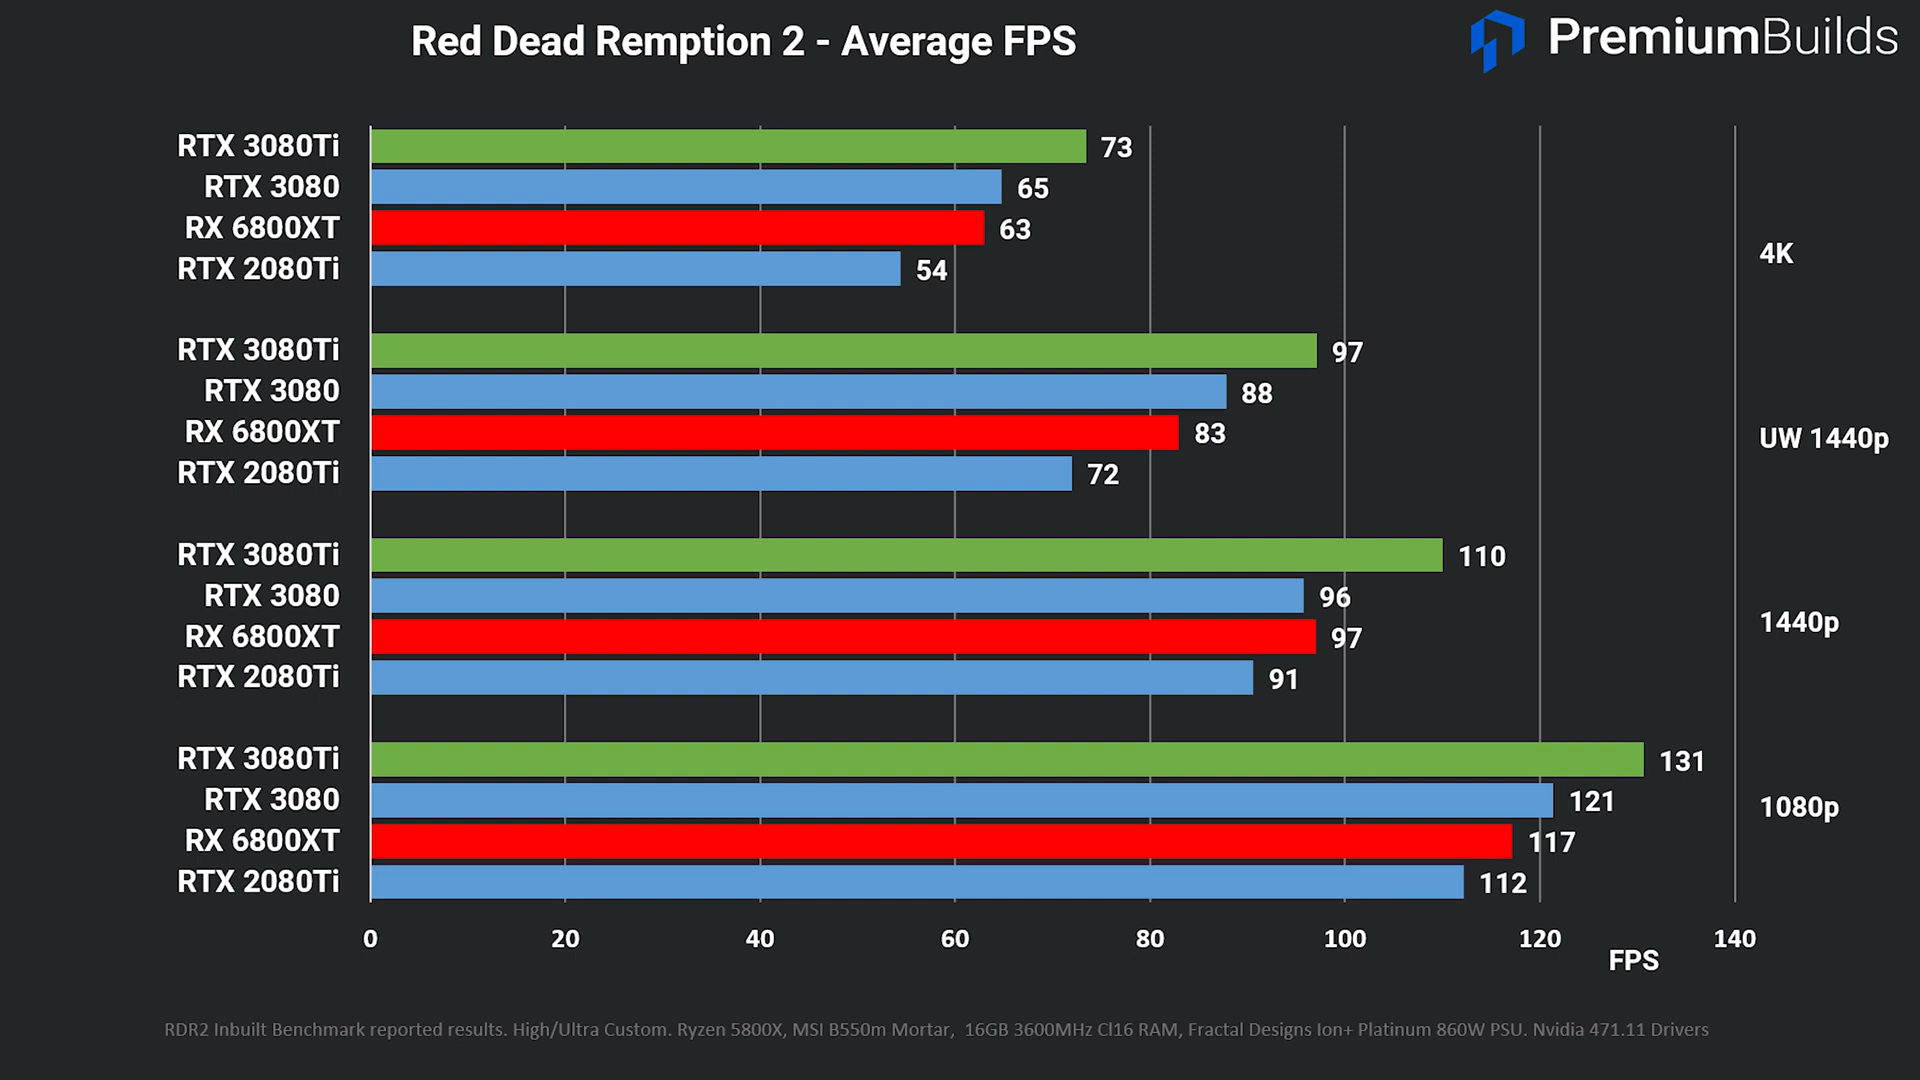 Red Dead Remption 2 - Average FPS
PremiumBuilds
RTX 3080Ti 73
RTX 3080 65
RX 6800XT 63
RTX 2080Ti 54
4K
RTX 3080Ti 97
RTX 3080 88
RX 6800XT 83
RTX 2080Ti 72
UW 1440p
RTX 3080Ti 110
RTX 3080 96
RX 6800XT 97
RTX 2080Ti 91
1440p
RTX 3080Ti 131
RTX 3080 121
RX 6800XT 117
RTX 2080Ti 112
1080p
0 20 40 60 80 100 120 140
FPS
RDR2 Inbuilt Benchmark reported results. High/Ultra Custom. Ryzen 5800X, MSI B550m Mortar,  16GB 3600MHz Cl16 RAM, Fractal Designs Ion+ Platinum 860W PSU. Nvidia 471.11 Drivers